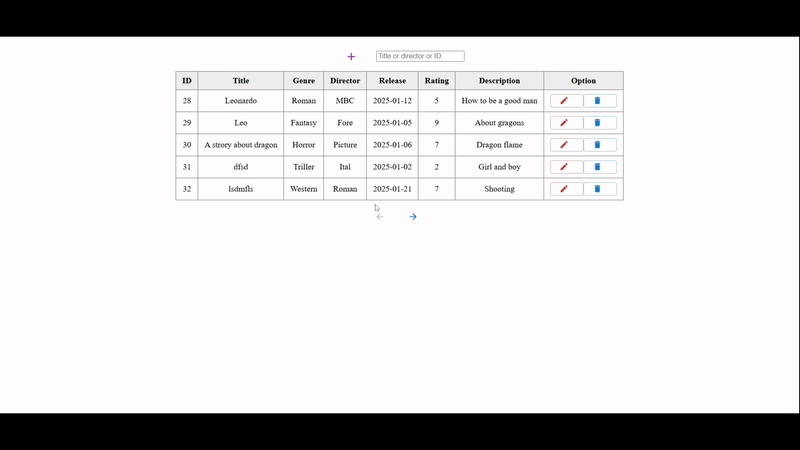 + Title or director or ID
ID Title Genre Director Release Rating Description Option
28 Leonardo Roman MBC 2025-01-12 5 How to be a good man
29 Leo Fantasy Fore 2025-01-05 9 About gragons
30 A strory about dragon Horror Picture 2025-01-06 7 Dragon flame
31 dfsd Triller Ital 2025-01-02 2 Girl and boy
32 lsdmfls Western Roman 2025-01-21 7 Shooting